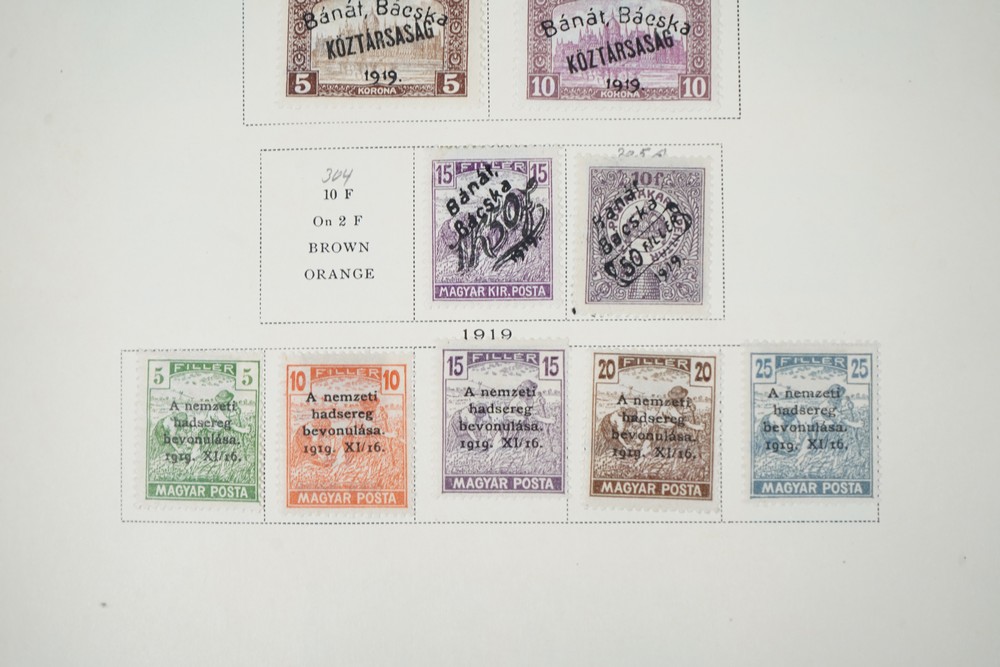 Bánát, Bácska
KÖZTÁRSASÁG
1919.
5 KORONA
Bánát, Bácska
KÖZTÁRSASÁG
1919.
10 KORONA 10
304
10 F
On 2 F
BROWN
ORANGE
15 FILLÉR 15
Bánát,
Bácska
50
1919.
MAGYAR KIR. POSTA
10 f
Bánát
Bácska
50 FILLÉR
1919
1919
5 FILLÉR 5
A nemzeti
hadsereg
bevonulása.
1919. XI/16.
MAGYAR POSTA
10 FILLÉR 10
A nemzeti
hadsereg
bevonulása.
1919. XI/16.
MAGYAR POSTA
15 FILLÉR 15
A nemzeti
hadsereg
bevonulása.
1919. XI/16.
MAGYAR POSTA
20 FILLÉR 20
A nemzeti
hadsereg
bevonulása.
1919. XI/16.
MAGYAR POSTA
25 FILLÉR 25
A nemzeti
hadsereg
bevonulása.
1919. XI/16.
MAGYAR POSTA